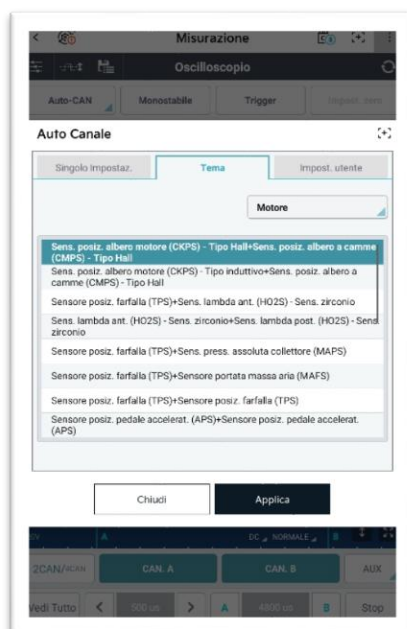 Misurazione
Oscilloscopio
Auto-CAN Monostabile Trigger Impost. zero
Auto Canale
Singolo Impostaz. Tema Impost. utente
Motore
Sens. posiz. albero motore (CKPS) - Tipo Hall+Sens. posiz. albero a camme
(CMPS) - Tipo Hall
Sens. posiz. albero motore (CKPS) - Tipo induttivo+Sens. posiz. albero a
camme (CMPS) - Tipo Hall
Sensore posiz. farfalla (TPS)+Sens. lambda ant. (HO2S) - Sens. zirconio
Sens. lambda ant. (HO2S) - Sens. zirconio+Sens. lambda post. (HO2S) - Sens.
zirconio
Sensore posiz. farfalla (TPS)+Sens. press. assoluta collettore (MAPS)
Sensore posiz. farfalla (TPS)+Sensore portata massa aria (MAFS)
Sensore posiz. farfalla (TPS)+Sensore posiz. farfalla (TPS)
Sensore posiz. pedale accelerat. (APS)+Sensore posiz. pedale accelerat.
(APS)
Chiudi Applica
A DC NORMALE B
2CAN/4CAN CAN. A CAN. B AUX
Vedi Tutto < 500 us > A 4800 us B Stop